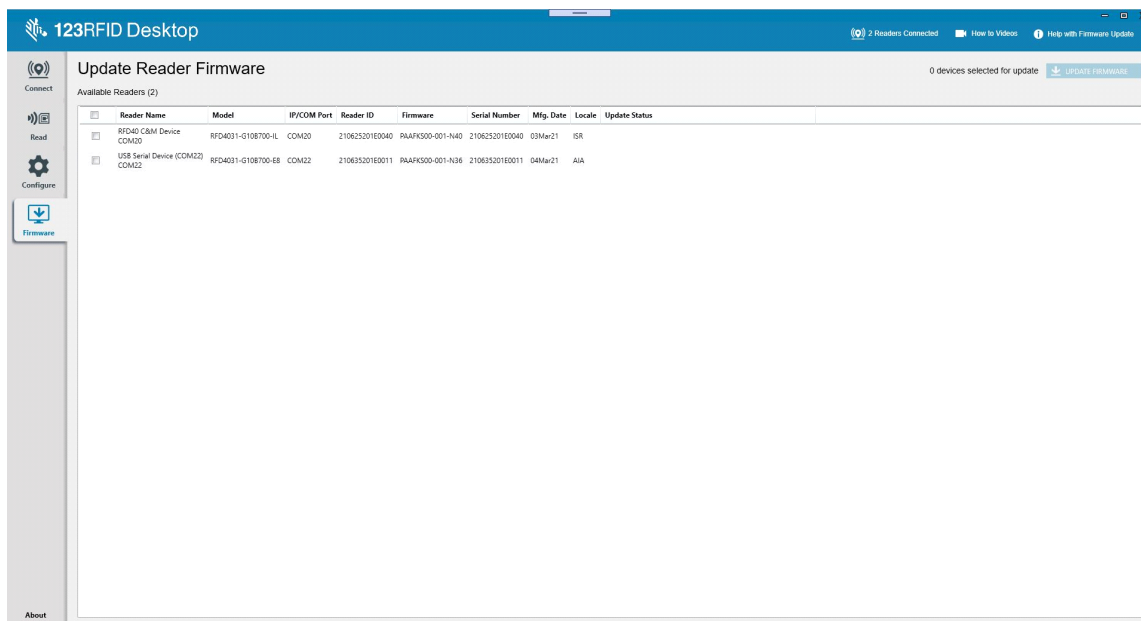 123RFID Desktop
2 Readers Connected
How to Videos
Help with Firmware Update
Connect
Read
Configure
Firmware
About
Update Reader Firmware
0 devices selected for update
UPDATE FIRMWARE
Available Readers (2)
Reader Name Model IP/COM Port Reader ID Firmware Serial Number Mfg. Date Locale Update Status
RFD40 C&M Device
COM20 RFD4031-G10B700-IL COM20 210625201E0040 PAAFKS00-001-N40 210625201E0040 03Mar21 ISR
USB Serial Device (COM22)
COM22 RFD4031-G10B700-E8 COM22 210635201E0011 PAAFKS00-001-N36 210635201E0011 04Mar21 AIA